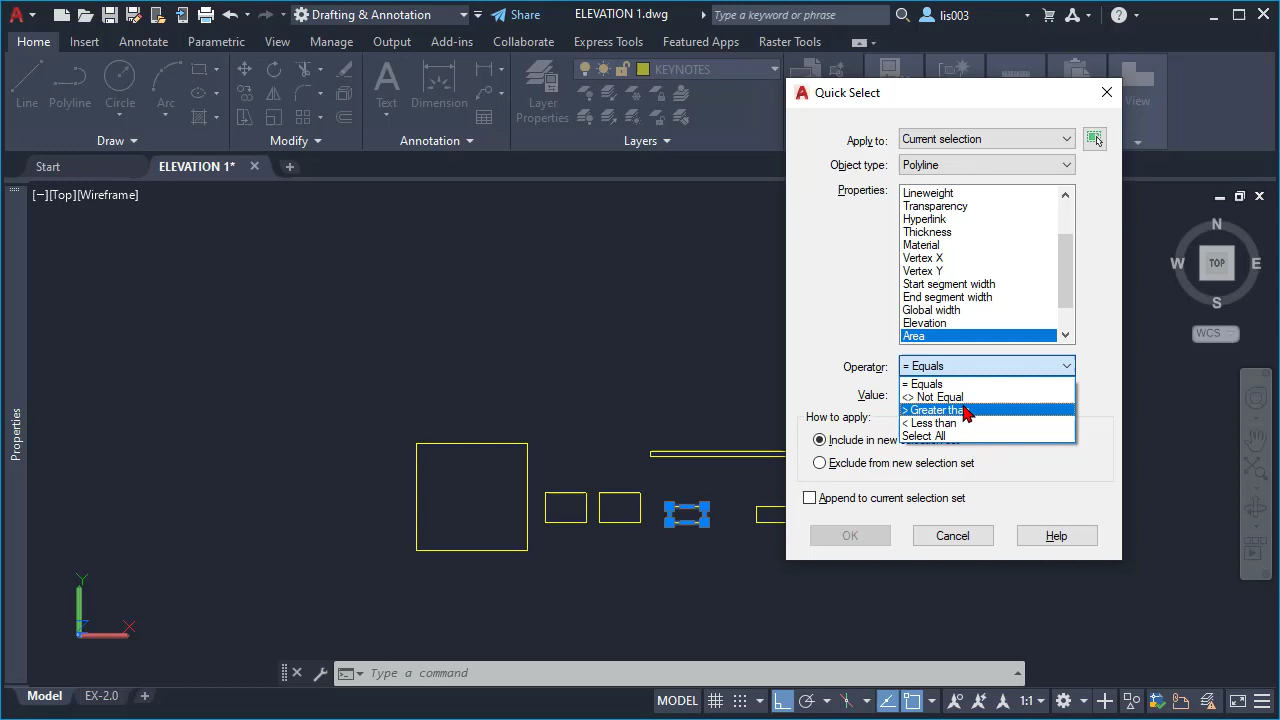 Drafting & Annotation
Share
ELEVATION 1.dwg
Type a keyword or phrase
lis003
Home
Insert
Annotate
Parametric
View
Manage
Output
Add-ins
Collaborate
Express Tools
Featured Apps
Raster Tools
Line
Polyline
Circle
Arc
Text
Dimension
Layer
Properties
KEYNOTES
View
Draw
Modify
Annotation
Layers
Start
ELEVATION 1*
[−][Top][Wireframe]
Properties
Quick Select
Apply to:
Current selection
Object type:
Polyline
Properties:
Lineweight
Transparency
Hyperlink
Thickness
Material
Vertex X
Vertex Y
Start segment width
End segment width
Global width
Elevation
Area
Operator:
= Equals
= Equals
<> Not Equal
> Greater than
< Less than
Select All
Value:
How to apply:
Include in new selection set
Exclude from new selection set
Append to current selection set
OK
Cancel
Help
N
W
TOP
E
S
WCS
Y
X
Z
Type a command
Model
EX-2.0
MODEL
1:1